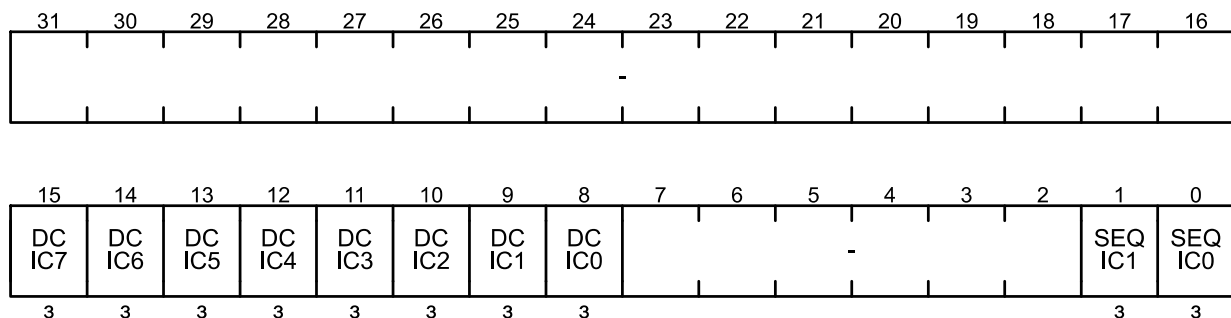 31 30 29 28 27 26 25 24 23 22 21 20 19 18 17 16
-
15 14 13 12 11 10 9 8 7 6 5 4 3 2 1 0
DC DC DC DC DC DC DC DC SEQ SEQ
IC7 IC6 IC5 IC4 IC3 IC2 IC1 IC0 - IC1 IC0
3 3 3 3 3 3 3 3 3 3